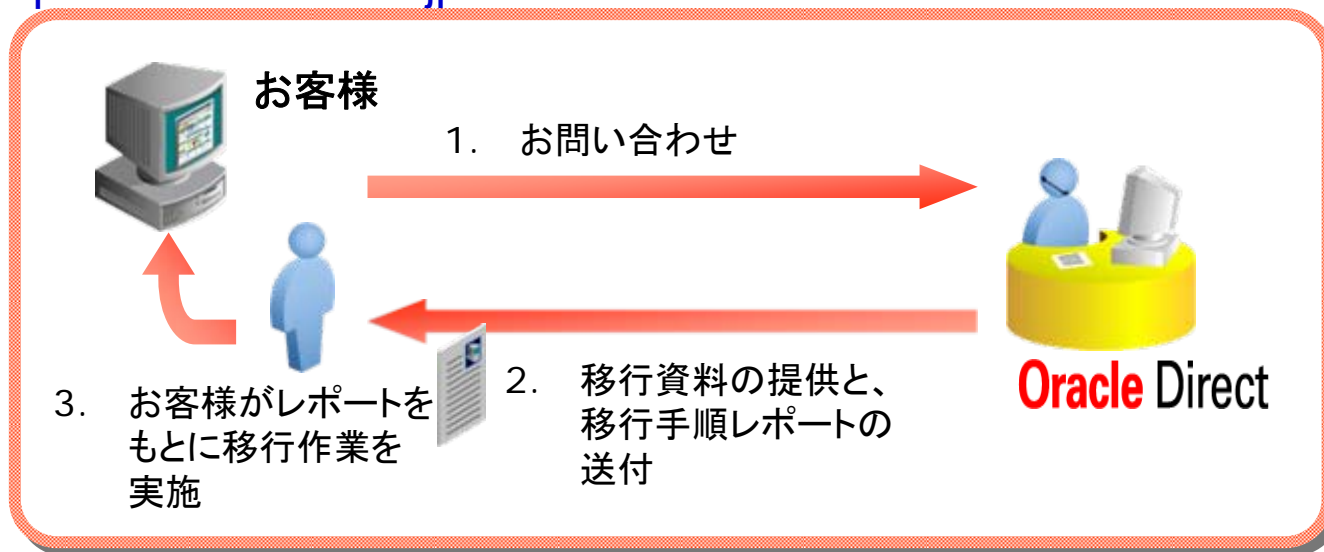 お客様
1. お問い合わせ
2. 移行資料の提供と、
移行手順レポートの
送付
Oracle Direct
3. お客様がレポートを
もとに移行作業を
実施